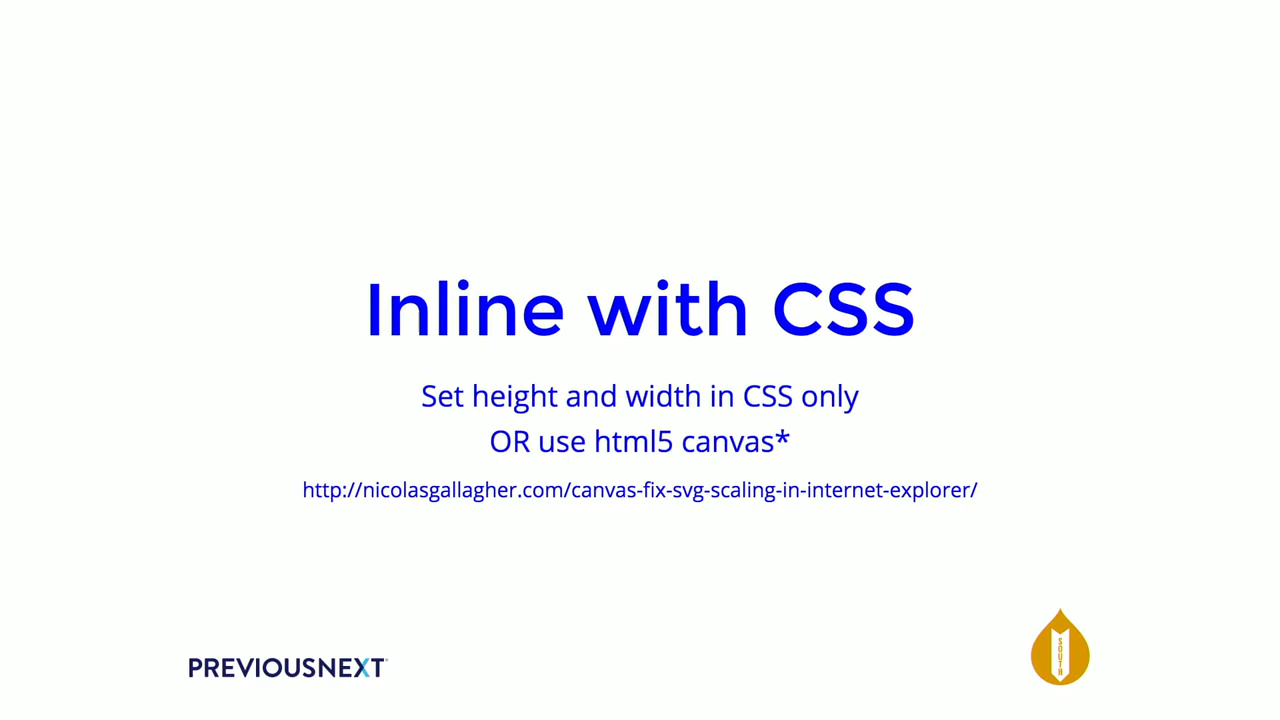 Inline with CSS
Set height and width in CSS only
OR use html5 canvas*
http://nicolasgallagher.com/canvas-fix-svg-scaling-in-internet-explorer/
PREVIOUSNEXT
SOUTH